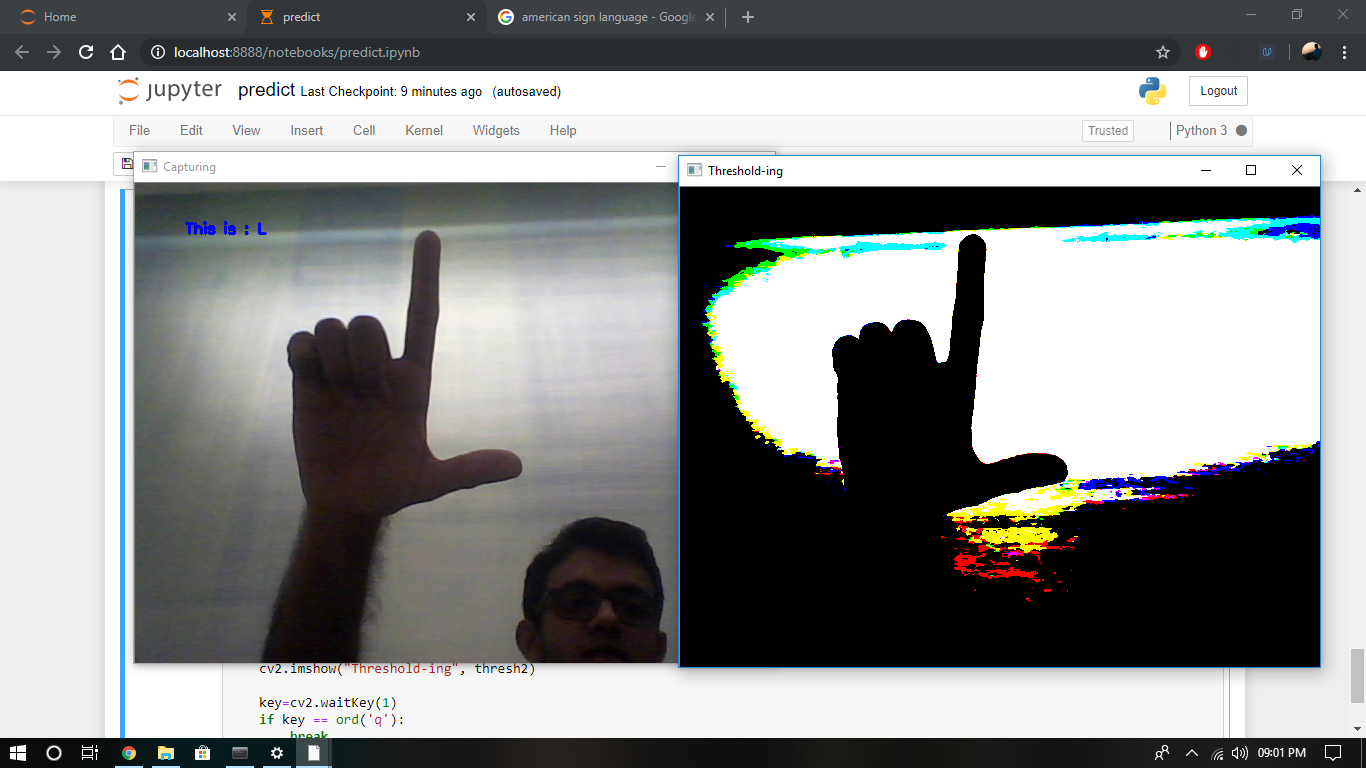 Home
predict
american sign language - Google
localhost:8888/notebooks/predict.ipynb
jupyter predict Last Checkpoint: 9 minutes ago (autosaved)
Logout
File Edit View Insert Cell Kernel Widgets Help
Trusted
Python 3
Capturing
Threshold-ing
This is : L
cv2.imshow("Threshold-ing", thresh2)
key=cv2.waitKey(1)
if key == ord('q'):
break
09:01 PM